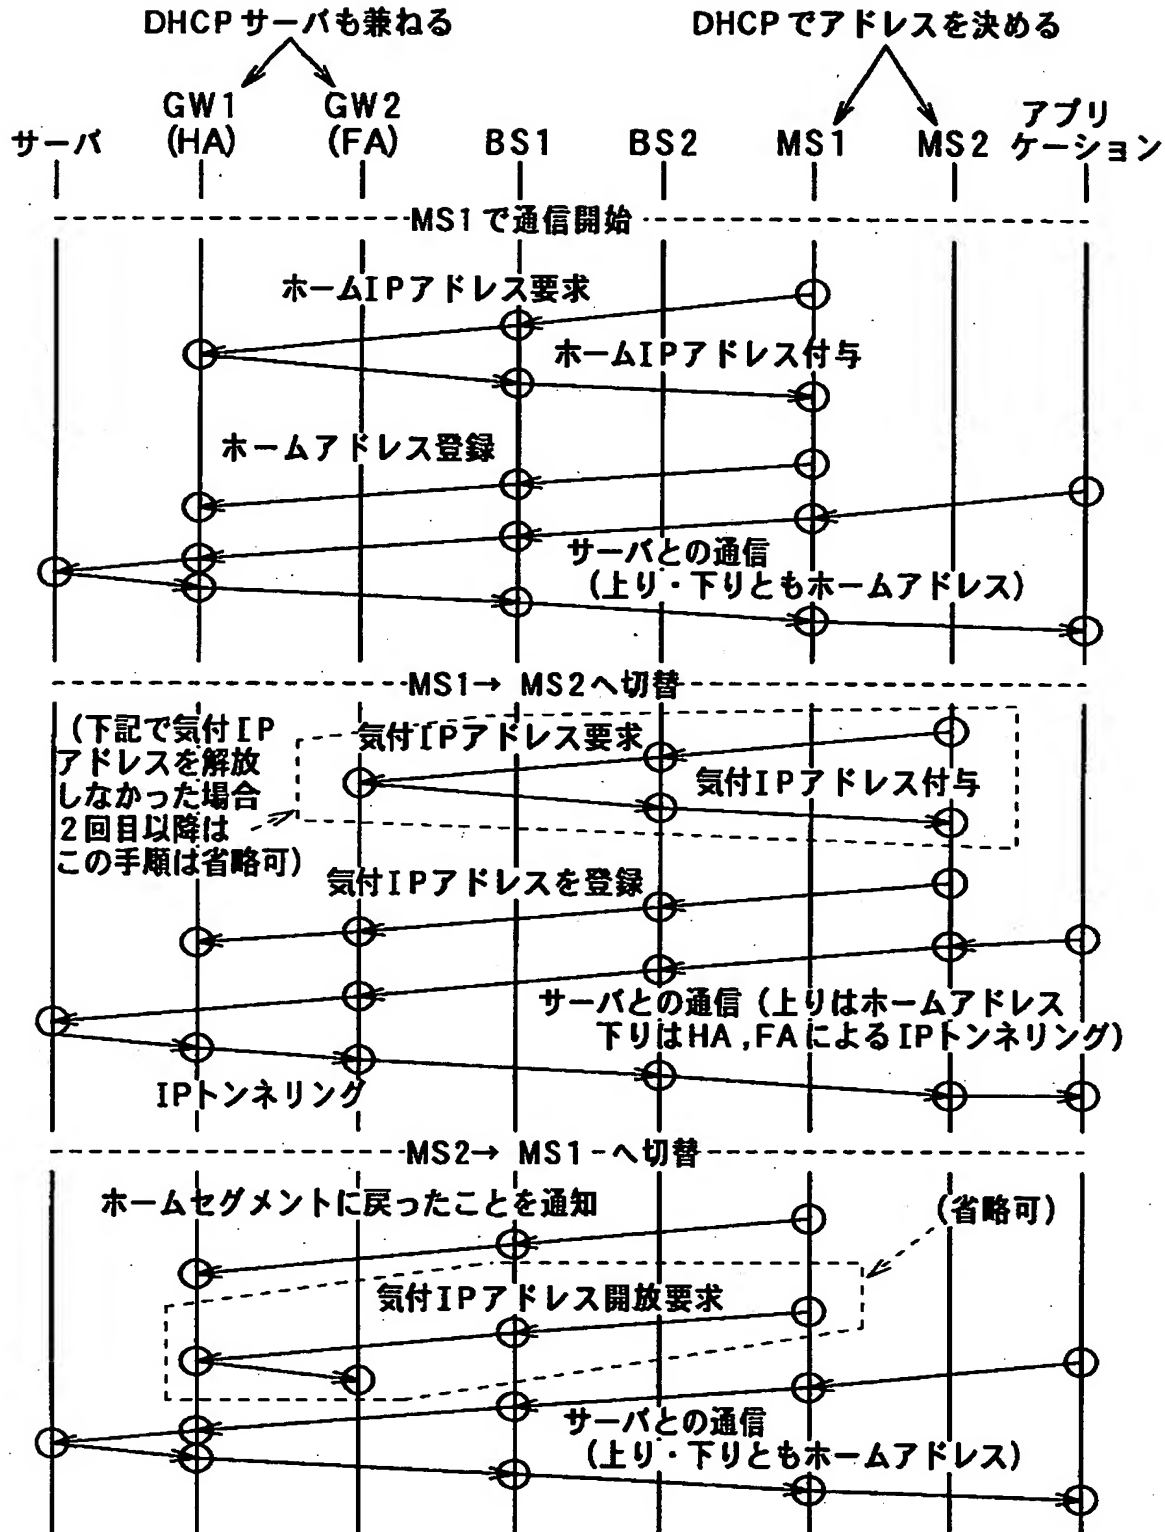 DHCPサーバも兼ねる
DHCPでアドレスを決める
サーバ
GW1
(HA)
GW2
(FA)
BS1
BS2
MS1
MS2
アプリ
ケーション
MS1で通信開始
ホームIPアドレス要求
ホームIPアドレス付与
ホームアドレス登録
サーバとの通信
(上り・下りともホームアドレス)
MS1→ MS2へ切替
(下記で気付IP
アドレスを解放
しなかった場合
2回目以降は
この手順は省略可)
気付IPアドレス要求
気付IPアドレス付与
気付IPアドレスを登録
サーバとの通信(上りはホームアドレス
下りはHA,FAによるIPトンネリング)
IPトンネリング
MS2→ MS1-へ切替
ホームセグメントに戻ったことを通知
(省略可)
気付IPアドレス開放要求
サーバとの通信
(上り・下りともホームアドレス)